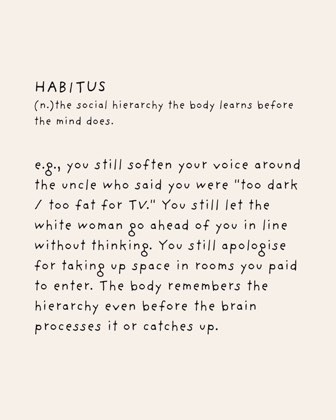 HABITUS
(n.)the social hierarchy the body learns before
the mind does.
e.g., you still soften your voice around
the uncle who said you were "too dark
/ too fat for TV." You still let the
white woman go ahead of you in line
without thinking. You still apologise
for taking up space in rooms you paid
to enter. The body remembers the
hierarchy even before the brain
processes it or catches up.